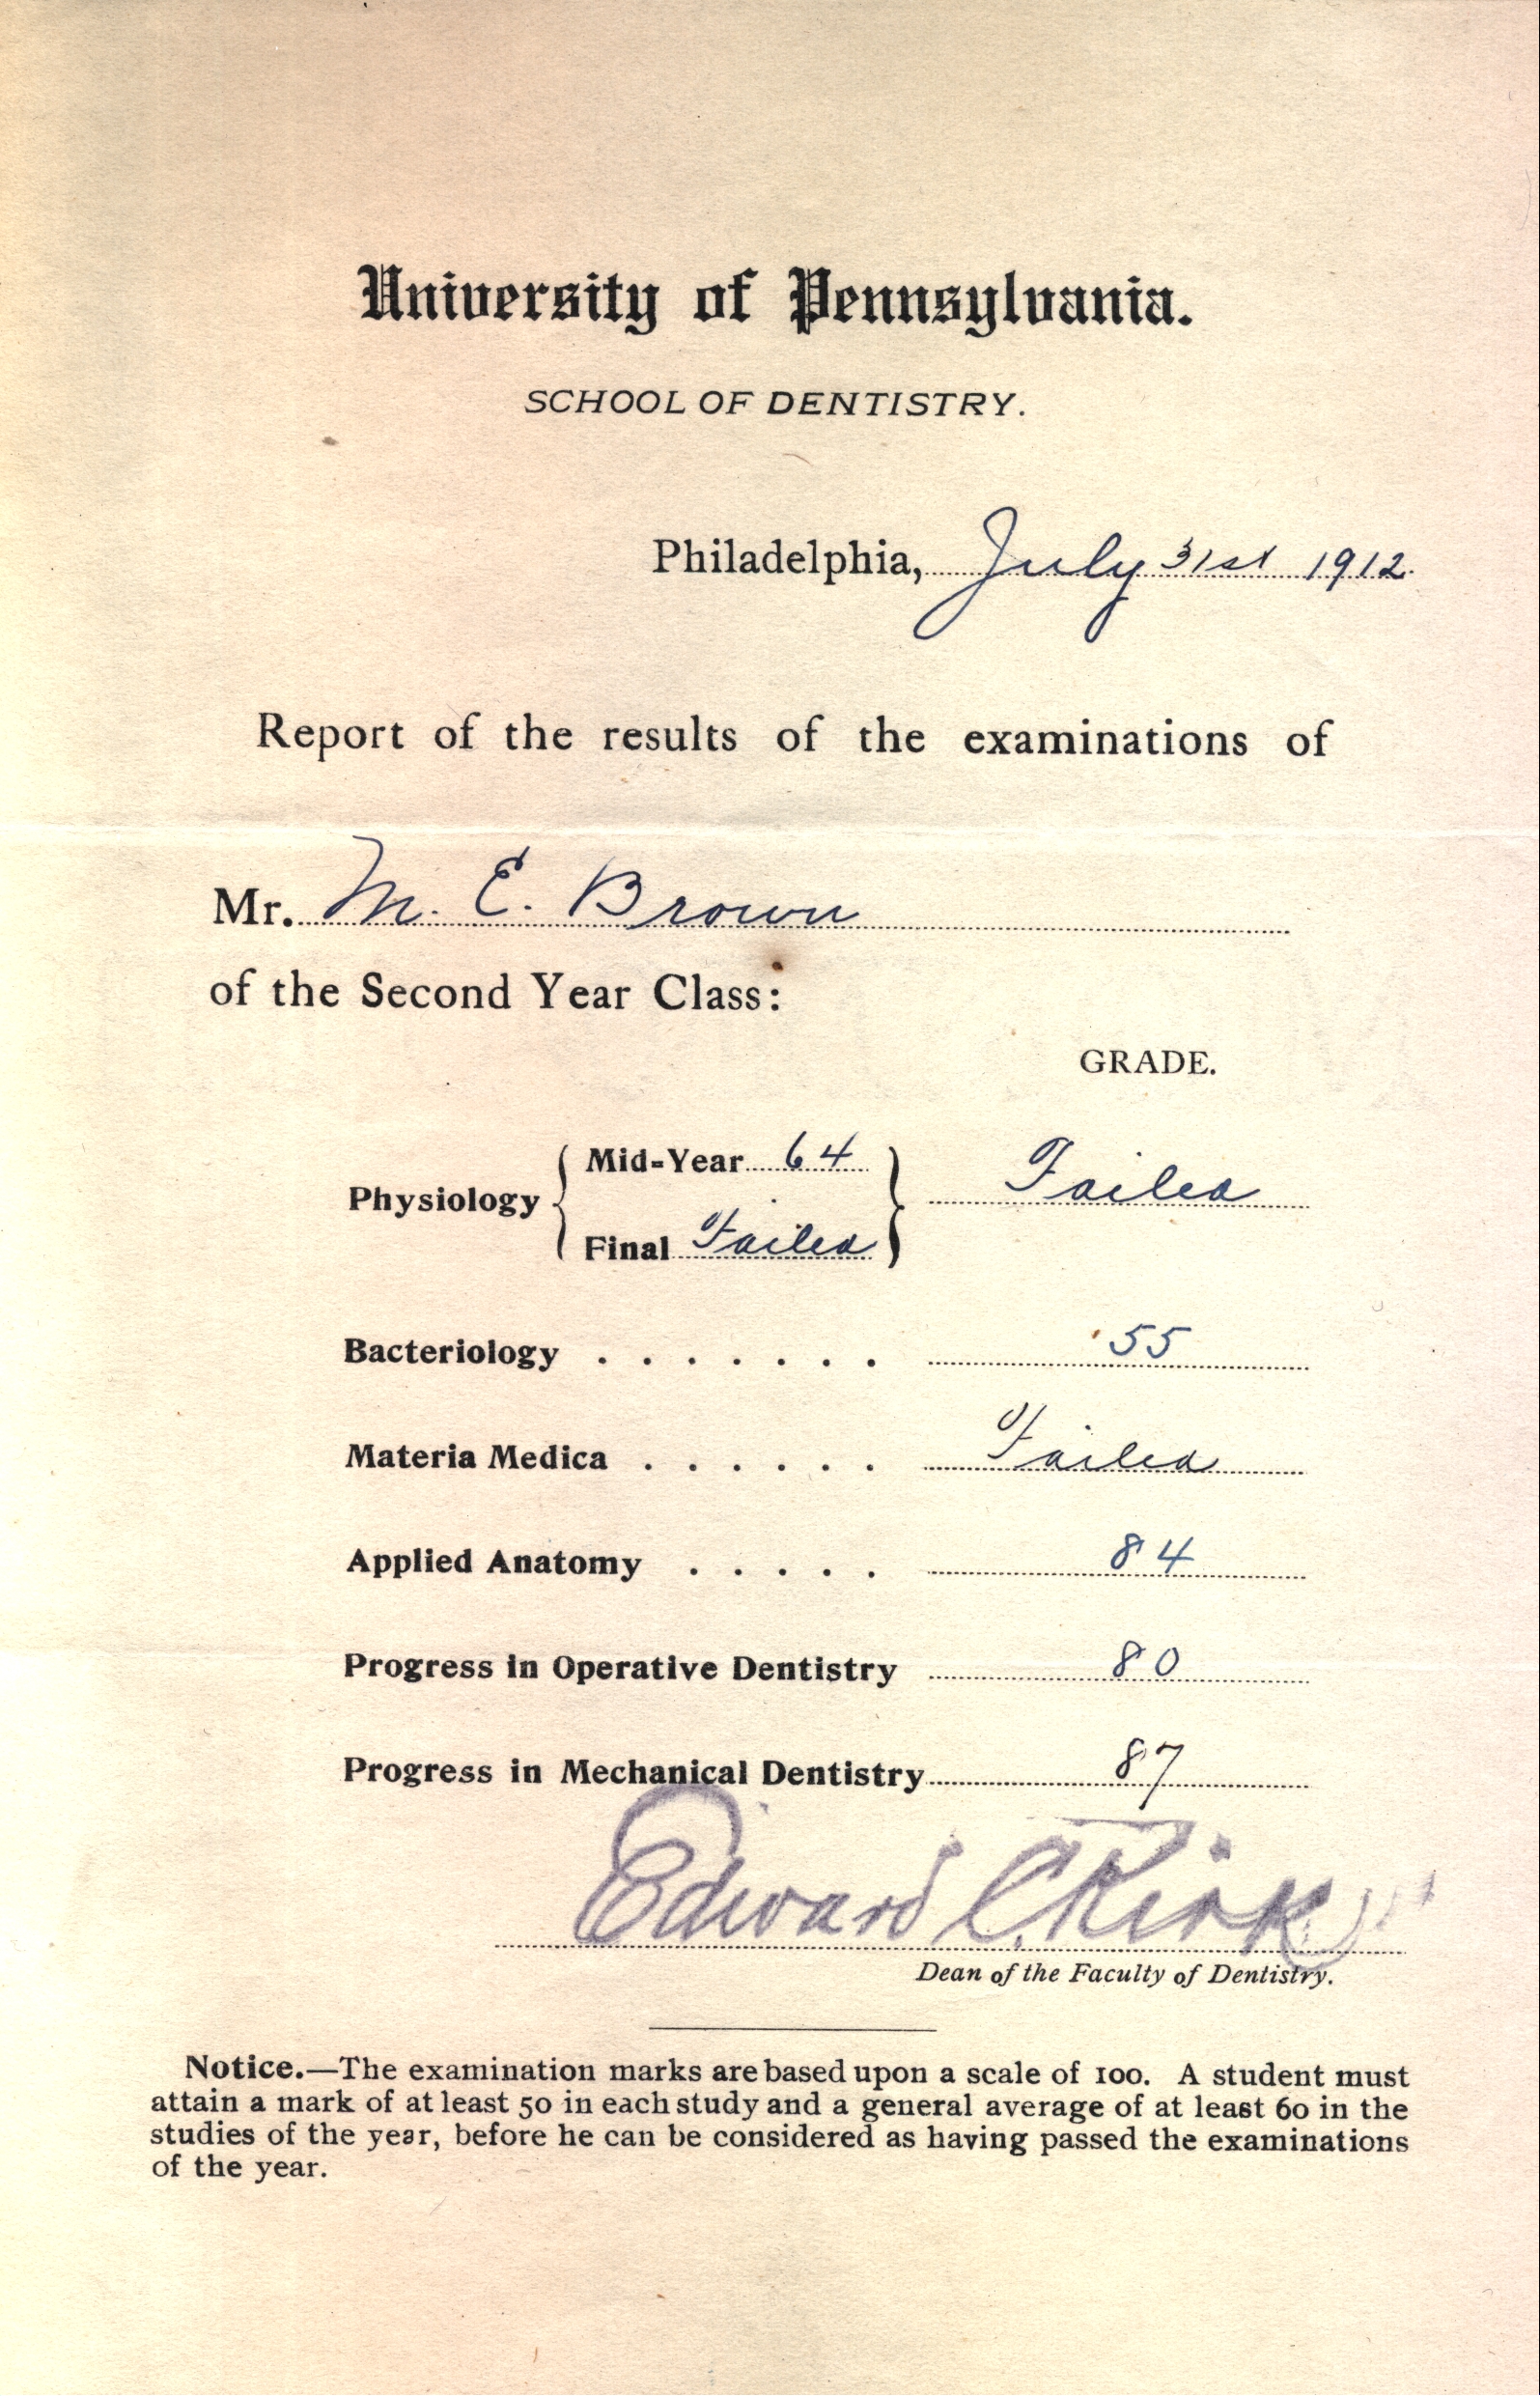 University of Pennsylvania.
SCHOOL OF DENTISTRY.
Philadelphia, July 31st 1912.
Report of the results of the examinations of
Mr. M. E. Brown
of the Second Year Class:
GRADE.
Physiology { Mid-Year 64 } Failed
Final Failed
Bacteriology . . . . . . . 55
Materia Medica . . . . . . Failed
Applied Anatomy . . . . . 84
Progress in Operative Dentistry 80
Progress in Mechanical Dentistry 87
Edward C. Kirk
Dean of the Faculty of Dentistry.
Notice.—The examination marks are based upon a scale of 100. A student must
attain a mark of at least 50 in each study and a general average of at least 60 in the
studies of the year, before he can be considered as having passed the examinations
of the year.